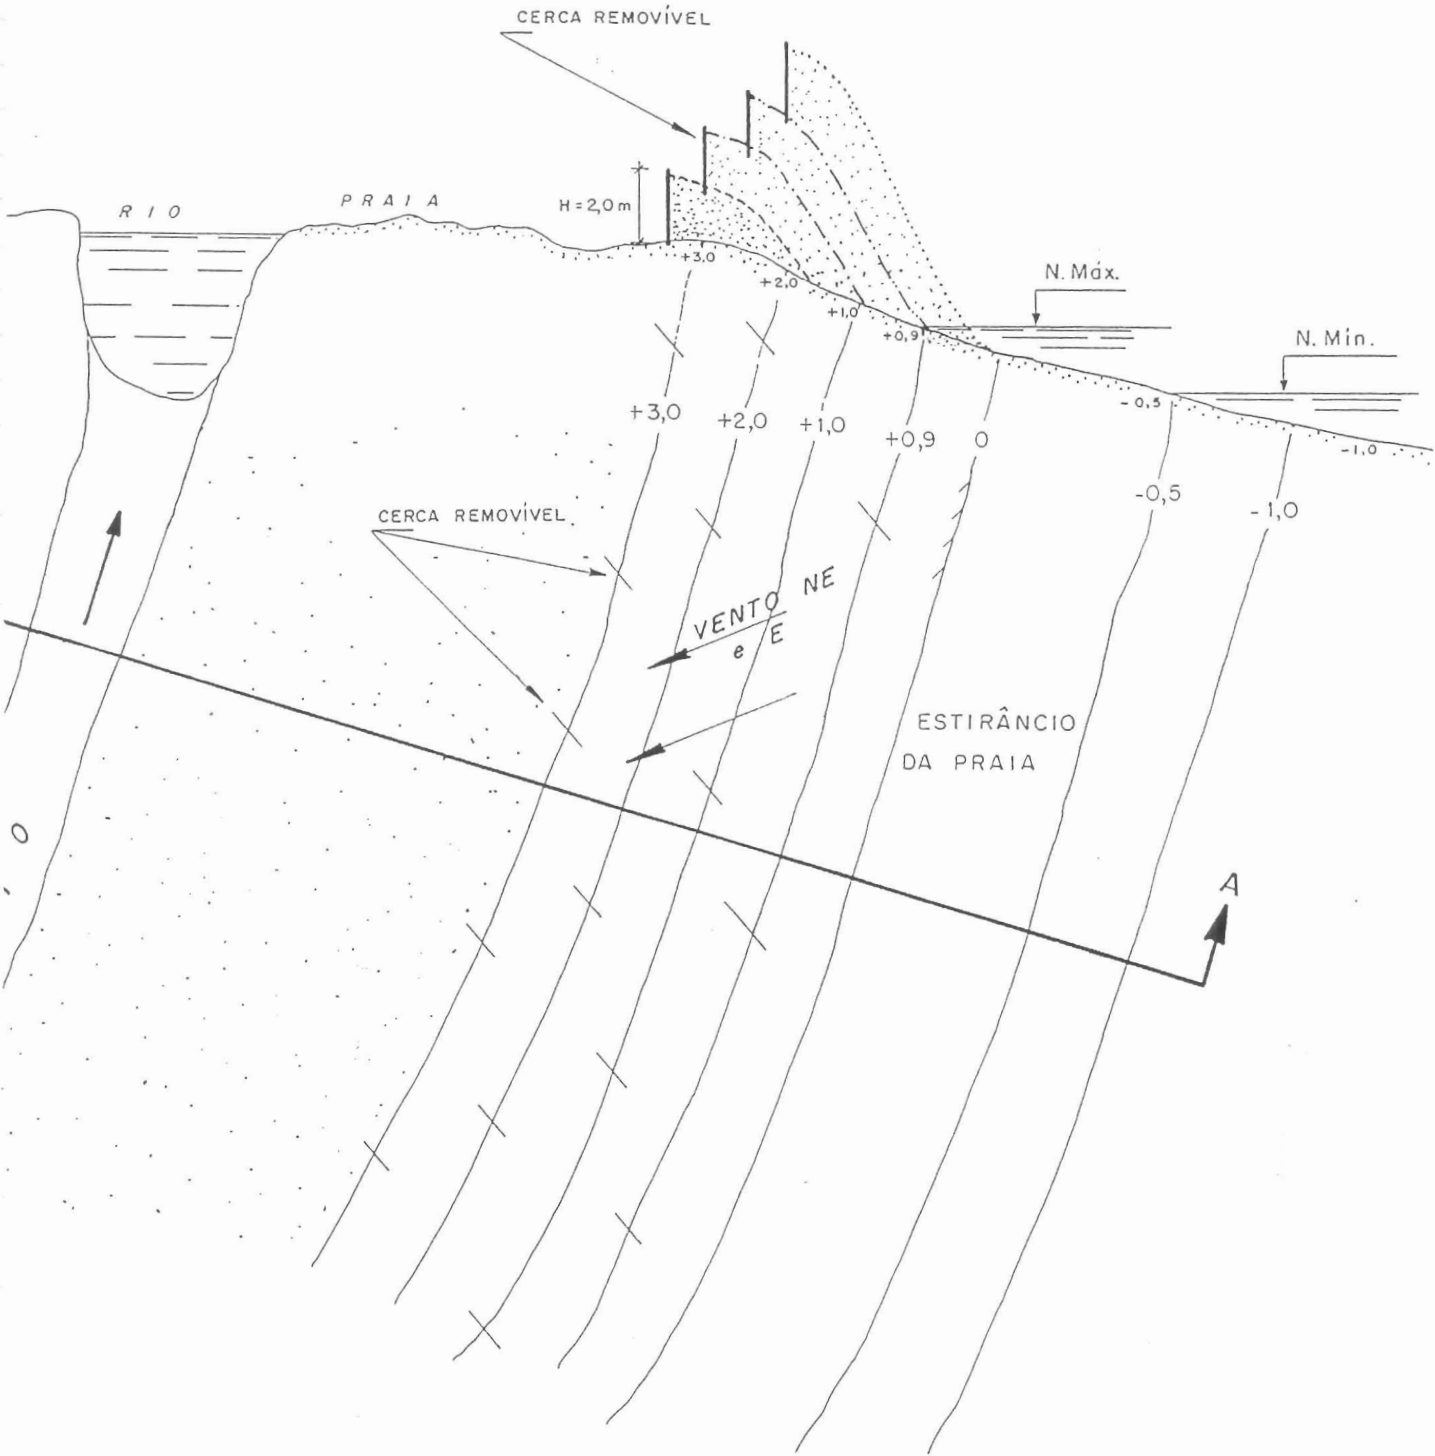 CERCA REMOVÍVEL
RIO
PRAIA
H = 2,0 m
+3,0
+2,0
+1,0
+0,9
N. Máx.
N. Mín.
-0,5
-1,0
+3,0
+2,0
+1,0
+0,9
0
-0,5
-1,0
CERCA REMOVÍVEL
VENTO NE
e E
ESTIRÂNCIO
DA PRAIA
O
A